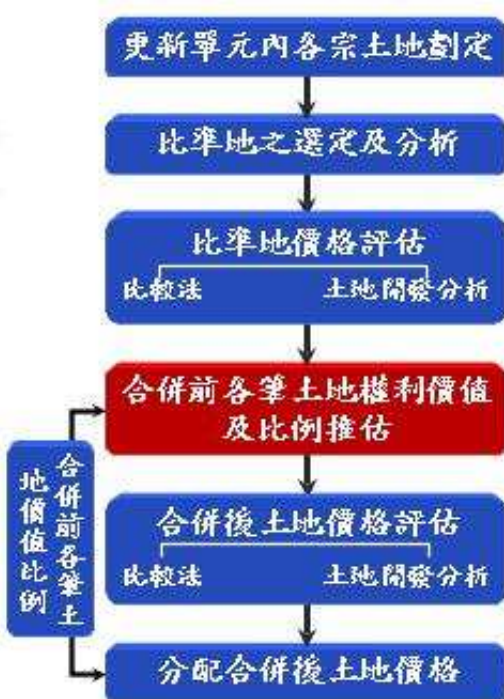 更新單元內各宗土地劃定
比準地之選定及分析
比準地價格評估
比較法
土地開發分析
合併前各筆土地權利價值
及比例推估
合併前各筆土
地價值比例
合併後土地價格評估
比較法
土地開發分析
分配合併後土地價格